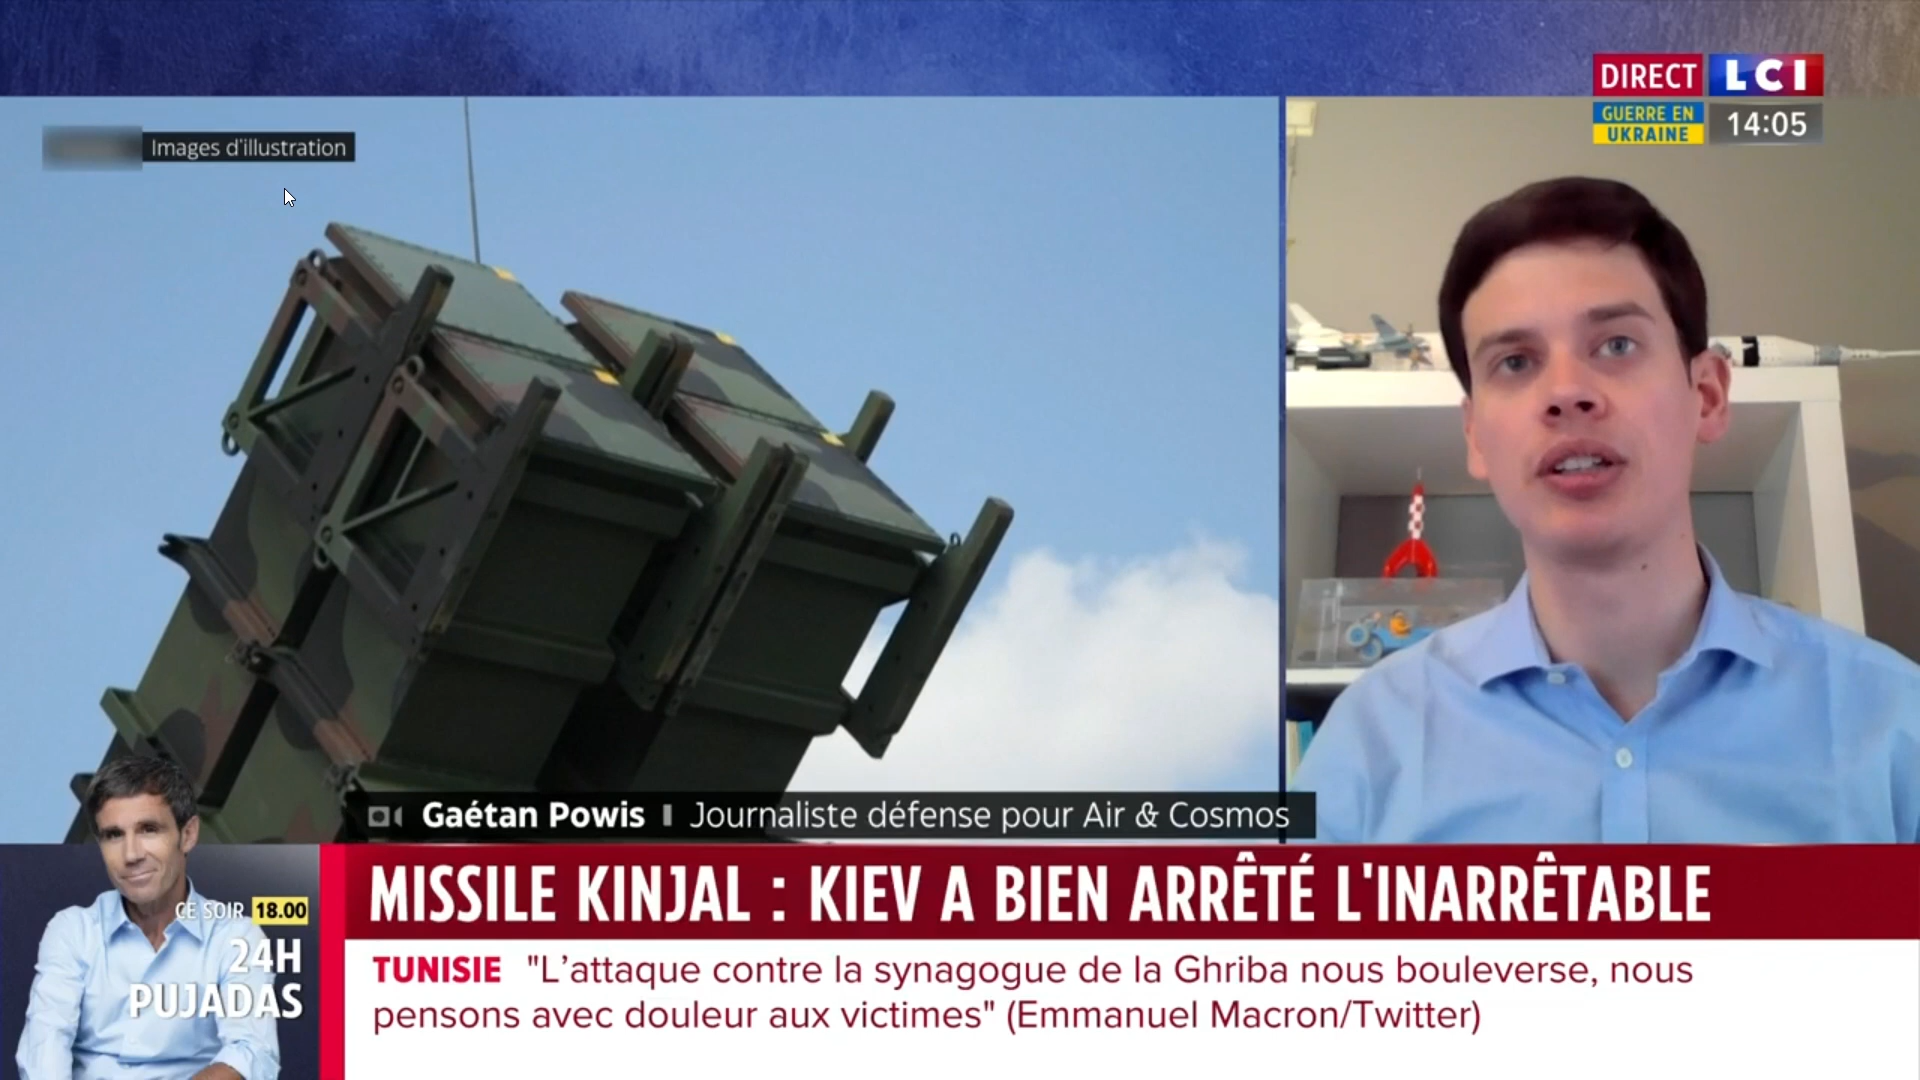 DIRECT LCI
GUERRE EN
UKRAINE
14:05
Images d'illustration
Gaétan Powis Journaliste défense pour Air & Cosmos
CE SOIR 18.00
24H
PUJADAS
MISSILE KINJAL : KIEV A BIEN ARRÊTÉ L'INARRÊTABLE
TUNISIE "L’attaque contre la synagogue de la Ghriba nous bouleverse, nous
pensons avec douleur aux victimes" (Emmanuel Macron/Twitter)